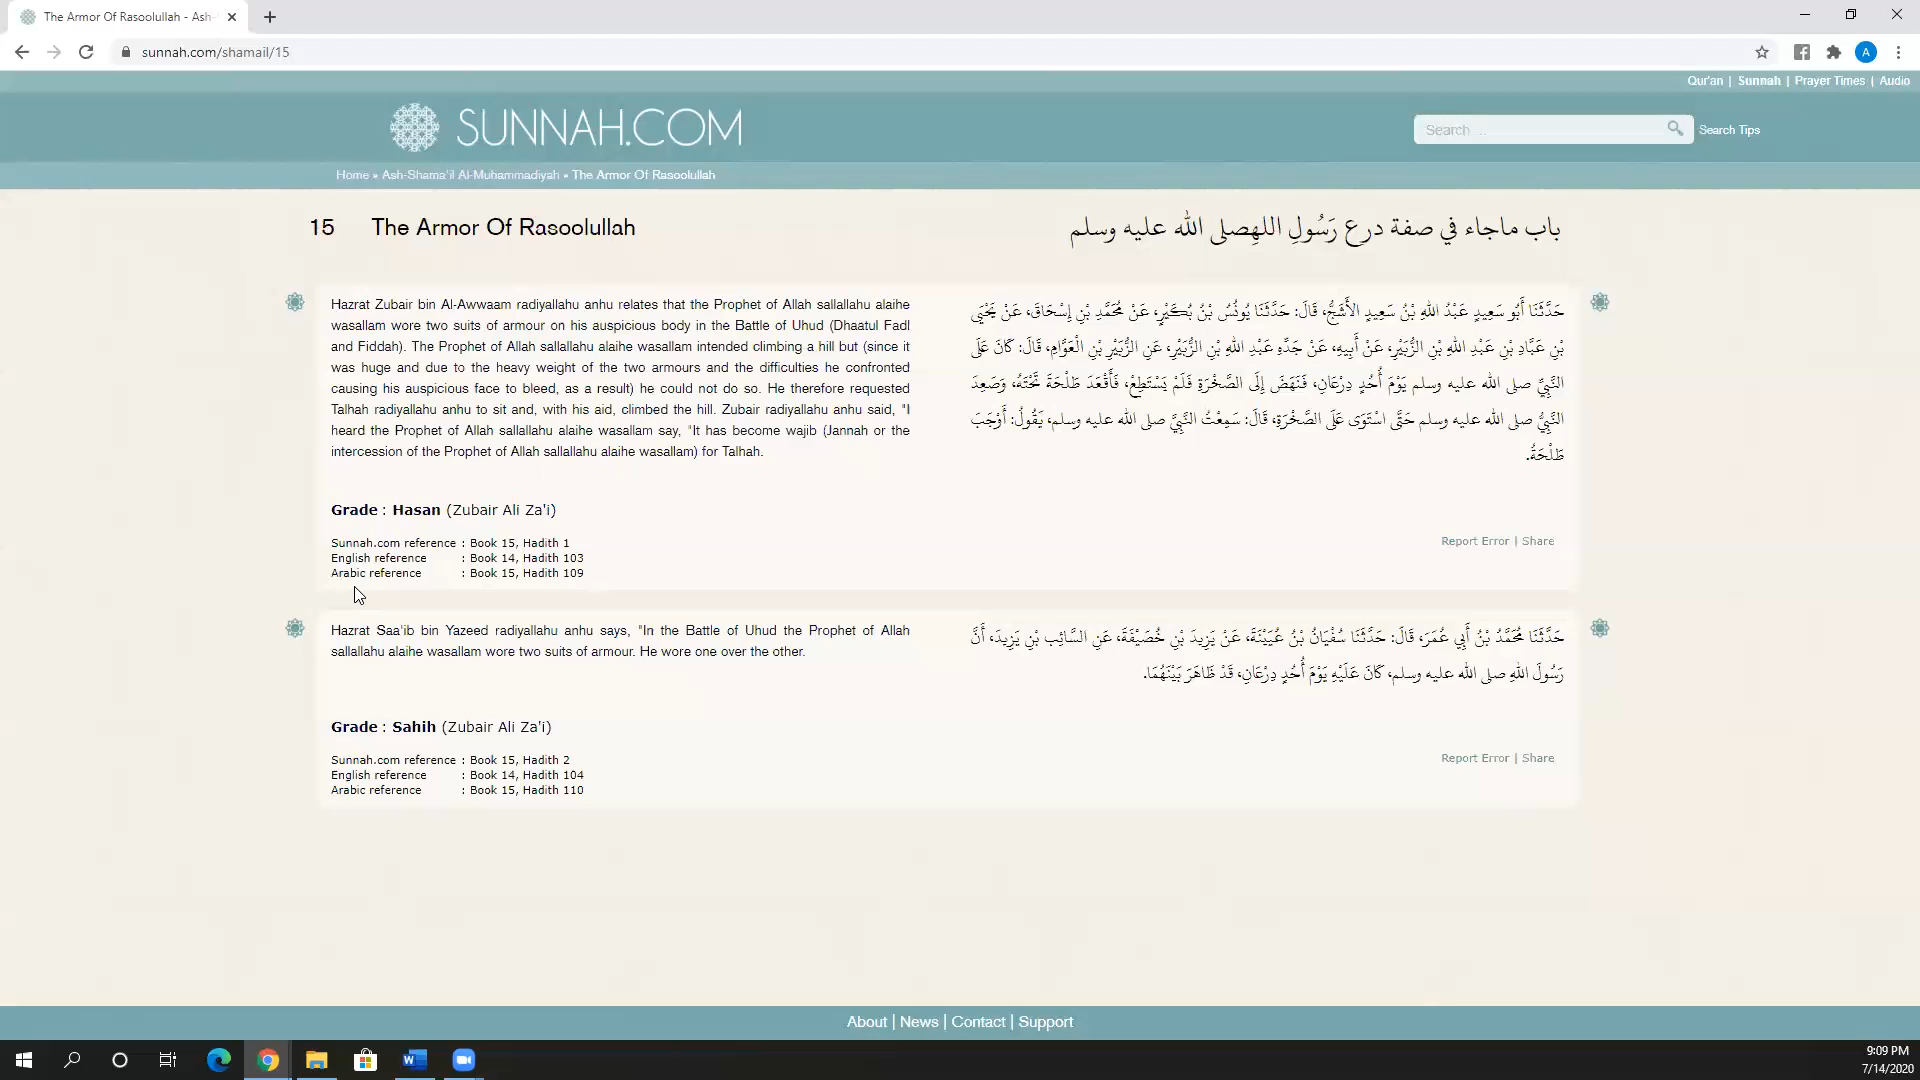 The Armor Of Rasoolullah - Ash-
sunnah.com/shamail/15
A
Qur'an | Sunnah | Prayer Times | Audio
SUNNAH.COM
Search ...
Search Tips
Home » Ash-Shama'il Al-Muhammadiyah » The Armor Of Rasoolullah
15 The Armor Of Rasoolullah
باب ماجاء في صفة درع رَسُولِ اللهِصلى الله عليه وسلم
Hazrat Zubair bin Al-Awwaam radiyallahu anhu relates that the Prophet of Allah sallallahu alaihe
wasallam wore two suits of armour on his auspicious body in the Battle of Uhud (Dhaatul Fadl
and Fiddah). The Prophet of Allah sallallahu alaihe wasallam intended climbing a hill but (since it
was huge and due to the heavy weight of the two armours and the difficulties he confronted
causing his auspicious face to bleed, as a result) he could not do so. He therefore requested
Talhah radiyallahu anhu to sit and, with his aid, climbed the hill. Zubair radiyallahu anhu said, "I
heard the Prophet of Allah sallallahu alaihe wasallam say, "It has become wajib (Jannah or the
intercession of the Prophet of Allah sallallahu alaihe wasallam) for Talhah.
حَدَّثَنَا أَبُو سَعِيدٍ عَبْدُ اللهِ بْنُ سَعِيدٍ الأَشَجُّ، قَالَ: حَدَّثَنَا يُونُسُ بْنُ بُكَيْرٍ، عَنْ مُحَمَّدِ بْنِ إِسْحَاقَ، عَنْ يَحْيَى
بْنِ عَبَّادِ بْنِ عَبْدِ اللهِ بْنِ الزُّبَيْرِ، عَنْ أَبِيهِ، عَنْ جَدِّهِ عَبْدِ اللهِ بْنِ الزُّبَيْرِ، عَنِ الزُّبَيْرِ بْنِ الْعَوَّامِ، قَالَ: كَانَ عَلَى
النَّبِيِّ صلى الله عليه وسلم يَوْمَ أُحُدٍ دِرْعَانِ، فَنَهَضَ إِلَى الصَّخْرَةِ فَلَمْ يَسْتَطِعْ، فَأَقْعَدَ طَلْحَةَ تَحْتَهُ، وَصَعِدَ
النَّبِيُّ صلى الله عليه وسلم حَتَّى اسْتَوَى عَلَى الصَّخْرَةِ، قَالَ: سَمِعْتُ النَّبِيَّ صلى الله عليه وسلم، يَقُولُ: أَوْجَبَ
طَلْحَةُ.
Grade : Hasan (Zubair Ali Za'i)
Sunnah.com reference : Book 15, Hadith 1
English reference : Book 14, Hadith 103
Arabic reference : Book 15, Hadith 109
Report Error | Share
Hazrat Saa'ib bin Yazeed radiyallahu anhu says, "In the Battle of Uhud the Prophet of Allah
sallallahu alaihe wasallam wore two suits of armour. He wore one over the other.
حَدَّثَنَا مُحَمَّدُ بْنُ أَبِي عُمَرَ، قَالَ: حَدَّثَنَا سُفْيَانُ بْنُ عُيَيْنَةَ، عَنْ يَزِيدَ بْنِ خُصَيْفَةَ، عَنِ السَّائِبِ بْنِ يَزِيدَ، أَنَّ
رَسُولَ اللهِ صلى الله عليه وسلم، كَانَ عَلَيْهِ يَوْمَ أُحُدٍ دِرْعَانِ، قَدْ ظَاهَرَ بَيْنَهُمَا.
Grade : Sahih (Zubair Ali Za'i)
Sunnah.com reference : Book 15, Hadith 2
English reference : Book 14, Hadith 104
Arabic reference : Book 15, Hadith 110
Report Error | Share
About | News | Contact | Support
9:09 PM
7/14/2020